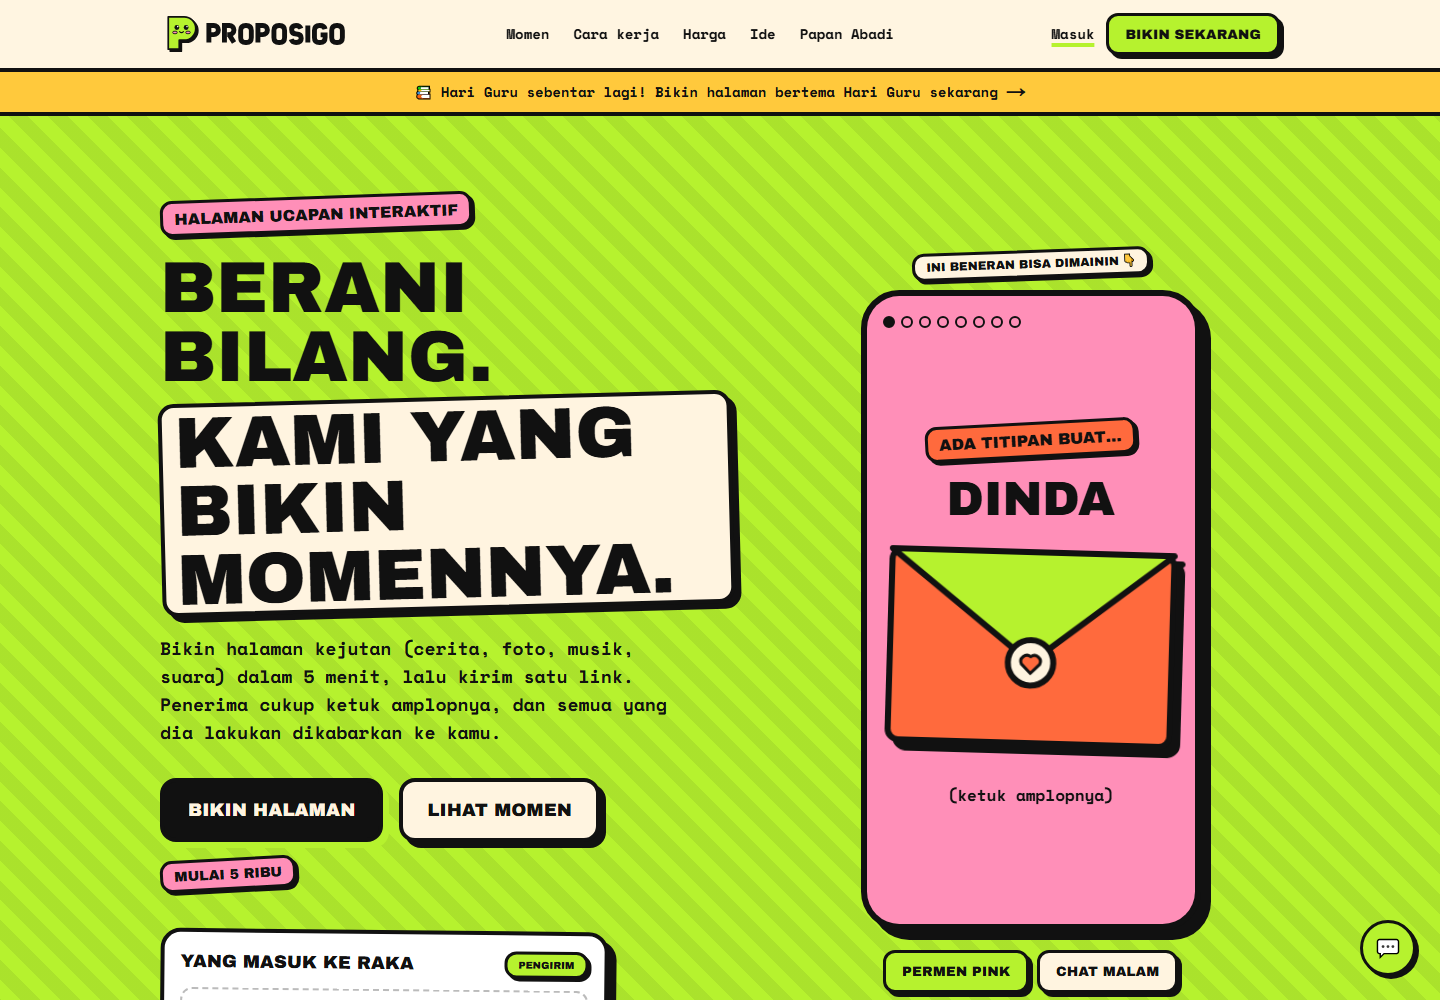 PROPOSIGO
Momen Cara kerja Harga Ide Papan Abadi
Masuk BIKIN SEKARANG
Hari Guru sebentar lagi! Bikin halaman bertema Hari Guru sekarang →
HALAMAN UCAPAN INTERAKTIF
BERANI
BILANG.
KAMI YANG
BIKIN
MOMENNYA.
Bikin halaman kejutan (cerita, foto, musik,
suara) dalam 5 menit, lalu kirim satu link.
Penerima cukup ketuk amplopnya, dan semua yang
dia lakukan dikabarkan ke kamu.
BIKIN HALAMAN LIHAT MOMEN
MULAI 5 RIBU
YANG MASUK KE RAKA PENGIRIM
INI BENERAN BISA DIMAININ 👇
ADA TITIPAN BUAT...
DINDA
(ketuk amplopnya)
PERMEN PINK CHAT MALAM